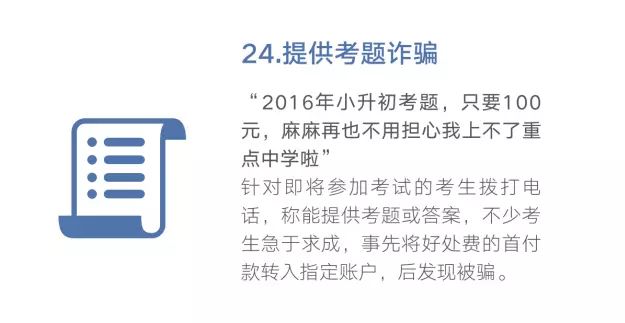 24.提供考题诈骗
“2016年小升初考题，只要100
元，麻麻再也不用担心我上不了重
点中学啦”
针对即将参加考试的考生拨打电
话，称能提供考题或答案，不少考
生急于求成，事先将好处费的首付
款转入指定账户，后发现被骗。